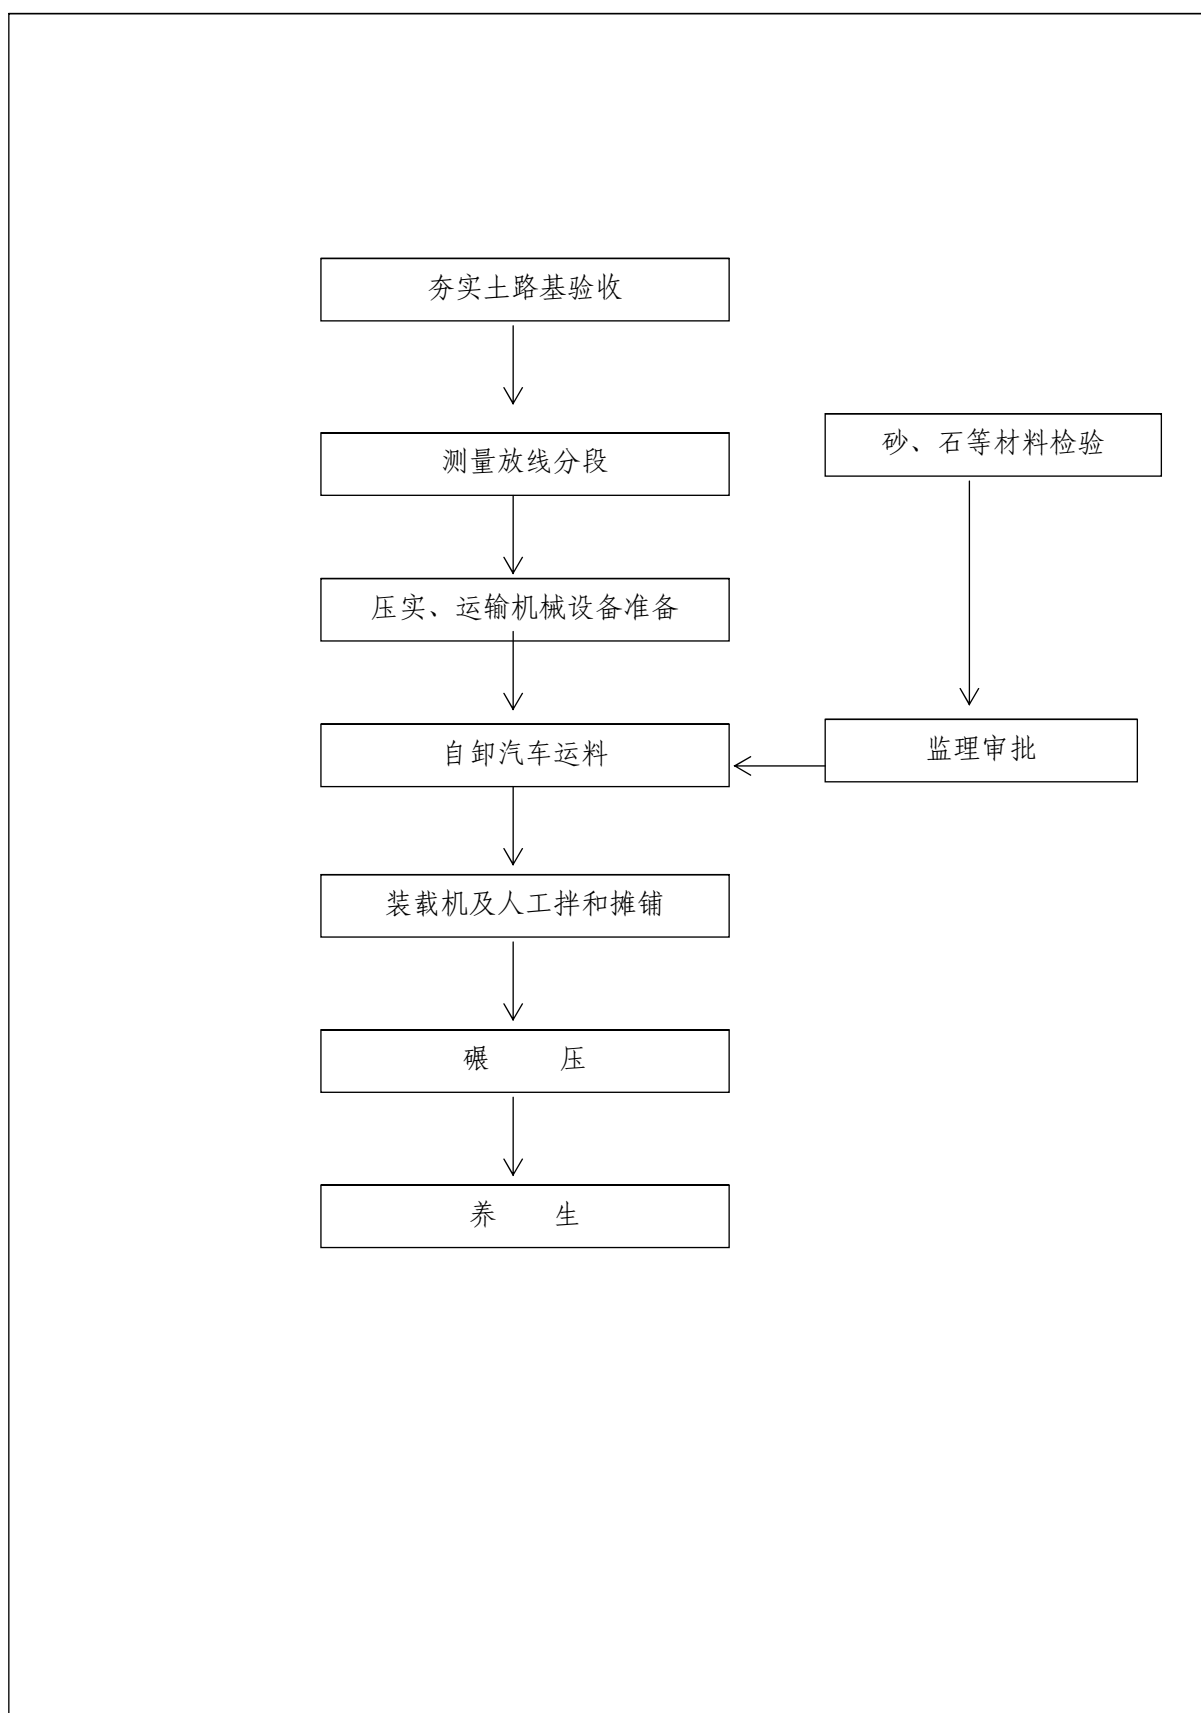 夯实土路基验收
砂、石等材料检验
测量放线分段
压实、运输机械设备准备
自卸汽车运料
监理审批
装载机及人工拌和摊铺
碾 压
养 生